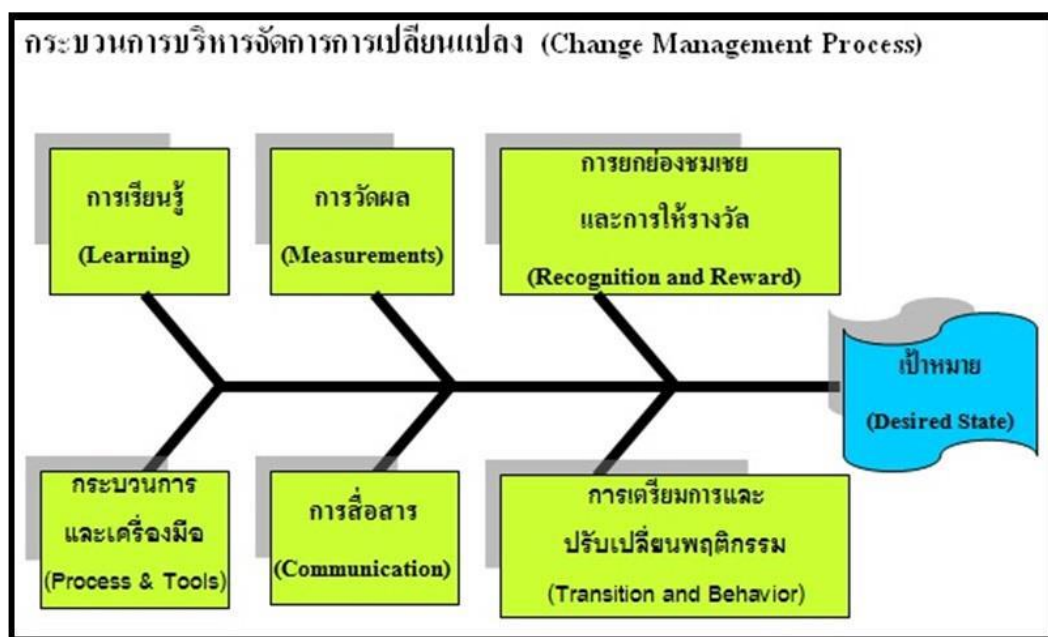 กระบวนการบริหารจัดการการเปลี่ยนแปลง (Change Management Process)
การเรียนรู้
(Learning)
การวัดผล
(Measurements)
การยกย่องชมเชย
และการให้รางวัล
(Recognition and Reward)
เป้าหมาย
(Desired State)
กระบวนการ
และเครื่องมือ
(Process & Tools)
การสื่อสาร
(Communication)
การเตรียมการและ
ปรับเปลี่ยนพฤติกรรม
(Transition and Behavior)